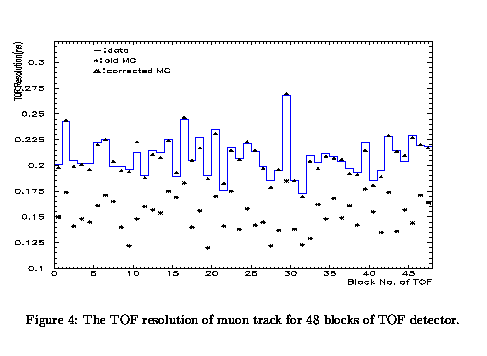 TOF Resolution(ns)
—:data
*:old MC
▲:corrected MC
0.3
0.275
0.25
0.225
0.2
0.175
0.15
0.125
0.1
0 5 10 15 20 25 30 35 40 45
Block No. of TOF
Figure 4: The TOF resolution of muon track for 48 blocks of TOF detector.